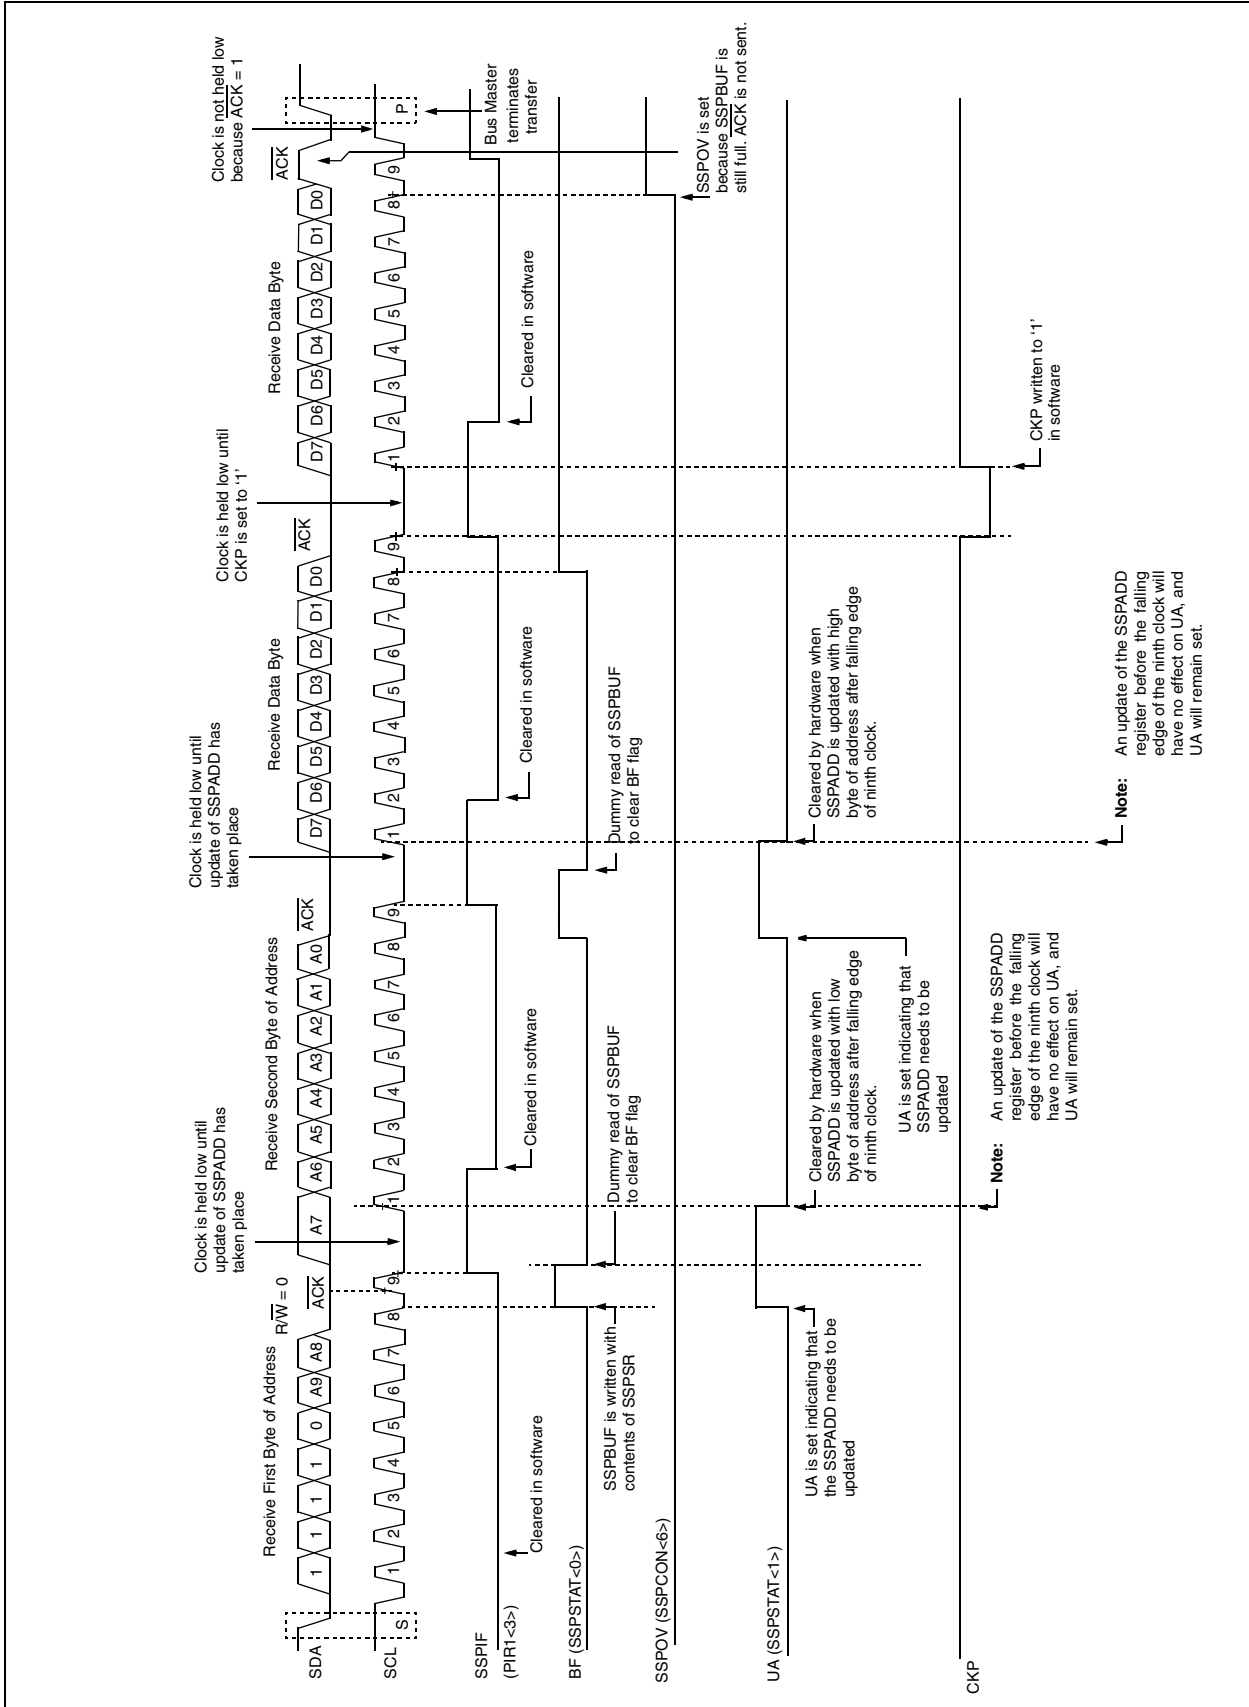 Clock is not held low
because ACK = 1
Clock is held low until
CKP is set to ‘1’
Clock is held low until
update of SSPADD has
taken place
Clock is held low until
update of SSPADD has
taken place
Receive First Byte of Address
R/W = 0
ACK
Receive Second Byte of Address
ACK
Receive Data Byte
ACK
Receive Data Byte
ACK
SDA
1 1 1 1 0 A9 A8
A7 A6 A5 A4 A3 A2 A1 A0
D7 D6 D5 D4 D3 D2 D1 D0
D7 D6 D5 D4 D3 D2 D1 D0
SCL
S
1 2 3 4 5 6 7 8 9
1 2 3 4 5 6 7 8 9
1 2 3 4 5 6 7 8 9
1 2 3 4 5 6 7 8 9
P
Bus Master
terminates
transfer
SSPIF
(PIR1<3>)
Cleared in software
Cleared in software
Cleared in software
Cleared in software
BF (SSPSTAT<0>)
SSPBUF is written with
contents of SSPSR
Dummy read of SSPBUF
to clear BF flag
Dummy read of SSPBUF
to clear BF flag
SSPOV (SSPCON<6>)
SSPOV is set
because SSPBUF is
still full. ACK is not sent.
UA (SSPSTAT<1>)
UA is set indicating that
the SSPADD needs to be
updated
Cleared by hardware when
SSPADD is updated with low
byte of address after falling edge
of ninth clock.
UA is set indicating that
SSPADD needs to be
updated
Cleared by hardware when
SSPADD is updated with high
byte of address after falling edge
of ninth clock.
CKP
CKP written to ‘1’
in software
Note: An update of the SSPADD
register before the falling
edge of the ninth clock will
have no effect on UA, and
UA will remain set.
Note: An update of the SSPADD
register before the falling
edge of the ninth clock will
have no effect on UA, and
UA will remain set.